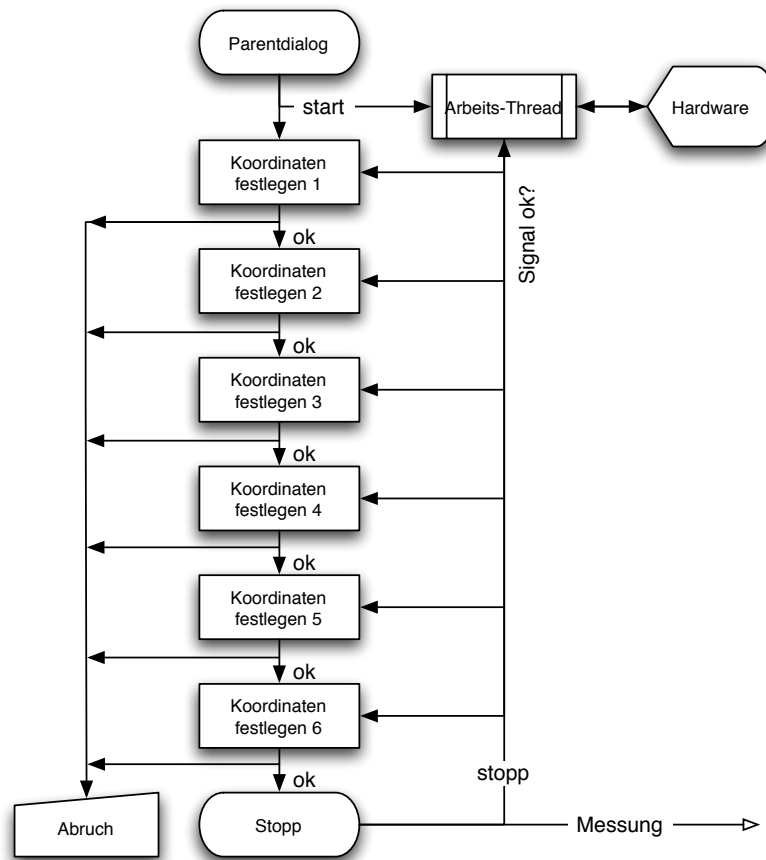 Parentdialog
start
Arbeits-Thread
Hardware
Koordinaten
festlegen 1
Signal ok?
ok
Koordinaten
festlegen 2
ok
Koordinaten
festlegen 3
ok
Koordinaten
festlegen 4
ok
Koordinaten
festlegen 5
ok
Koordinaten
festlegen 6
stopp
ok
Abruch
Stopp
Messung